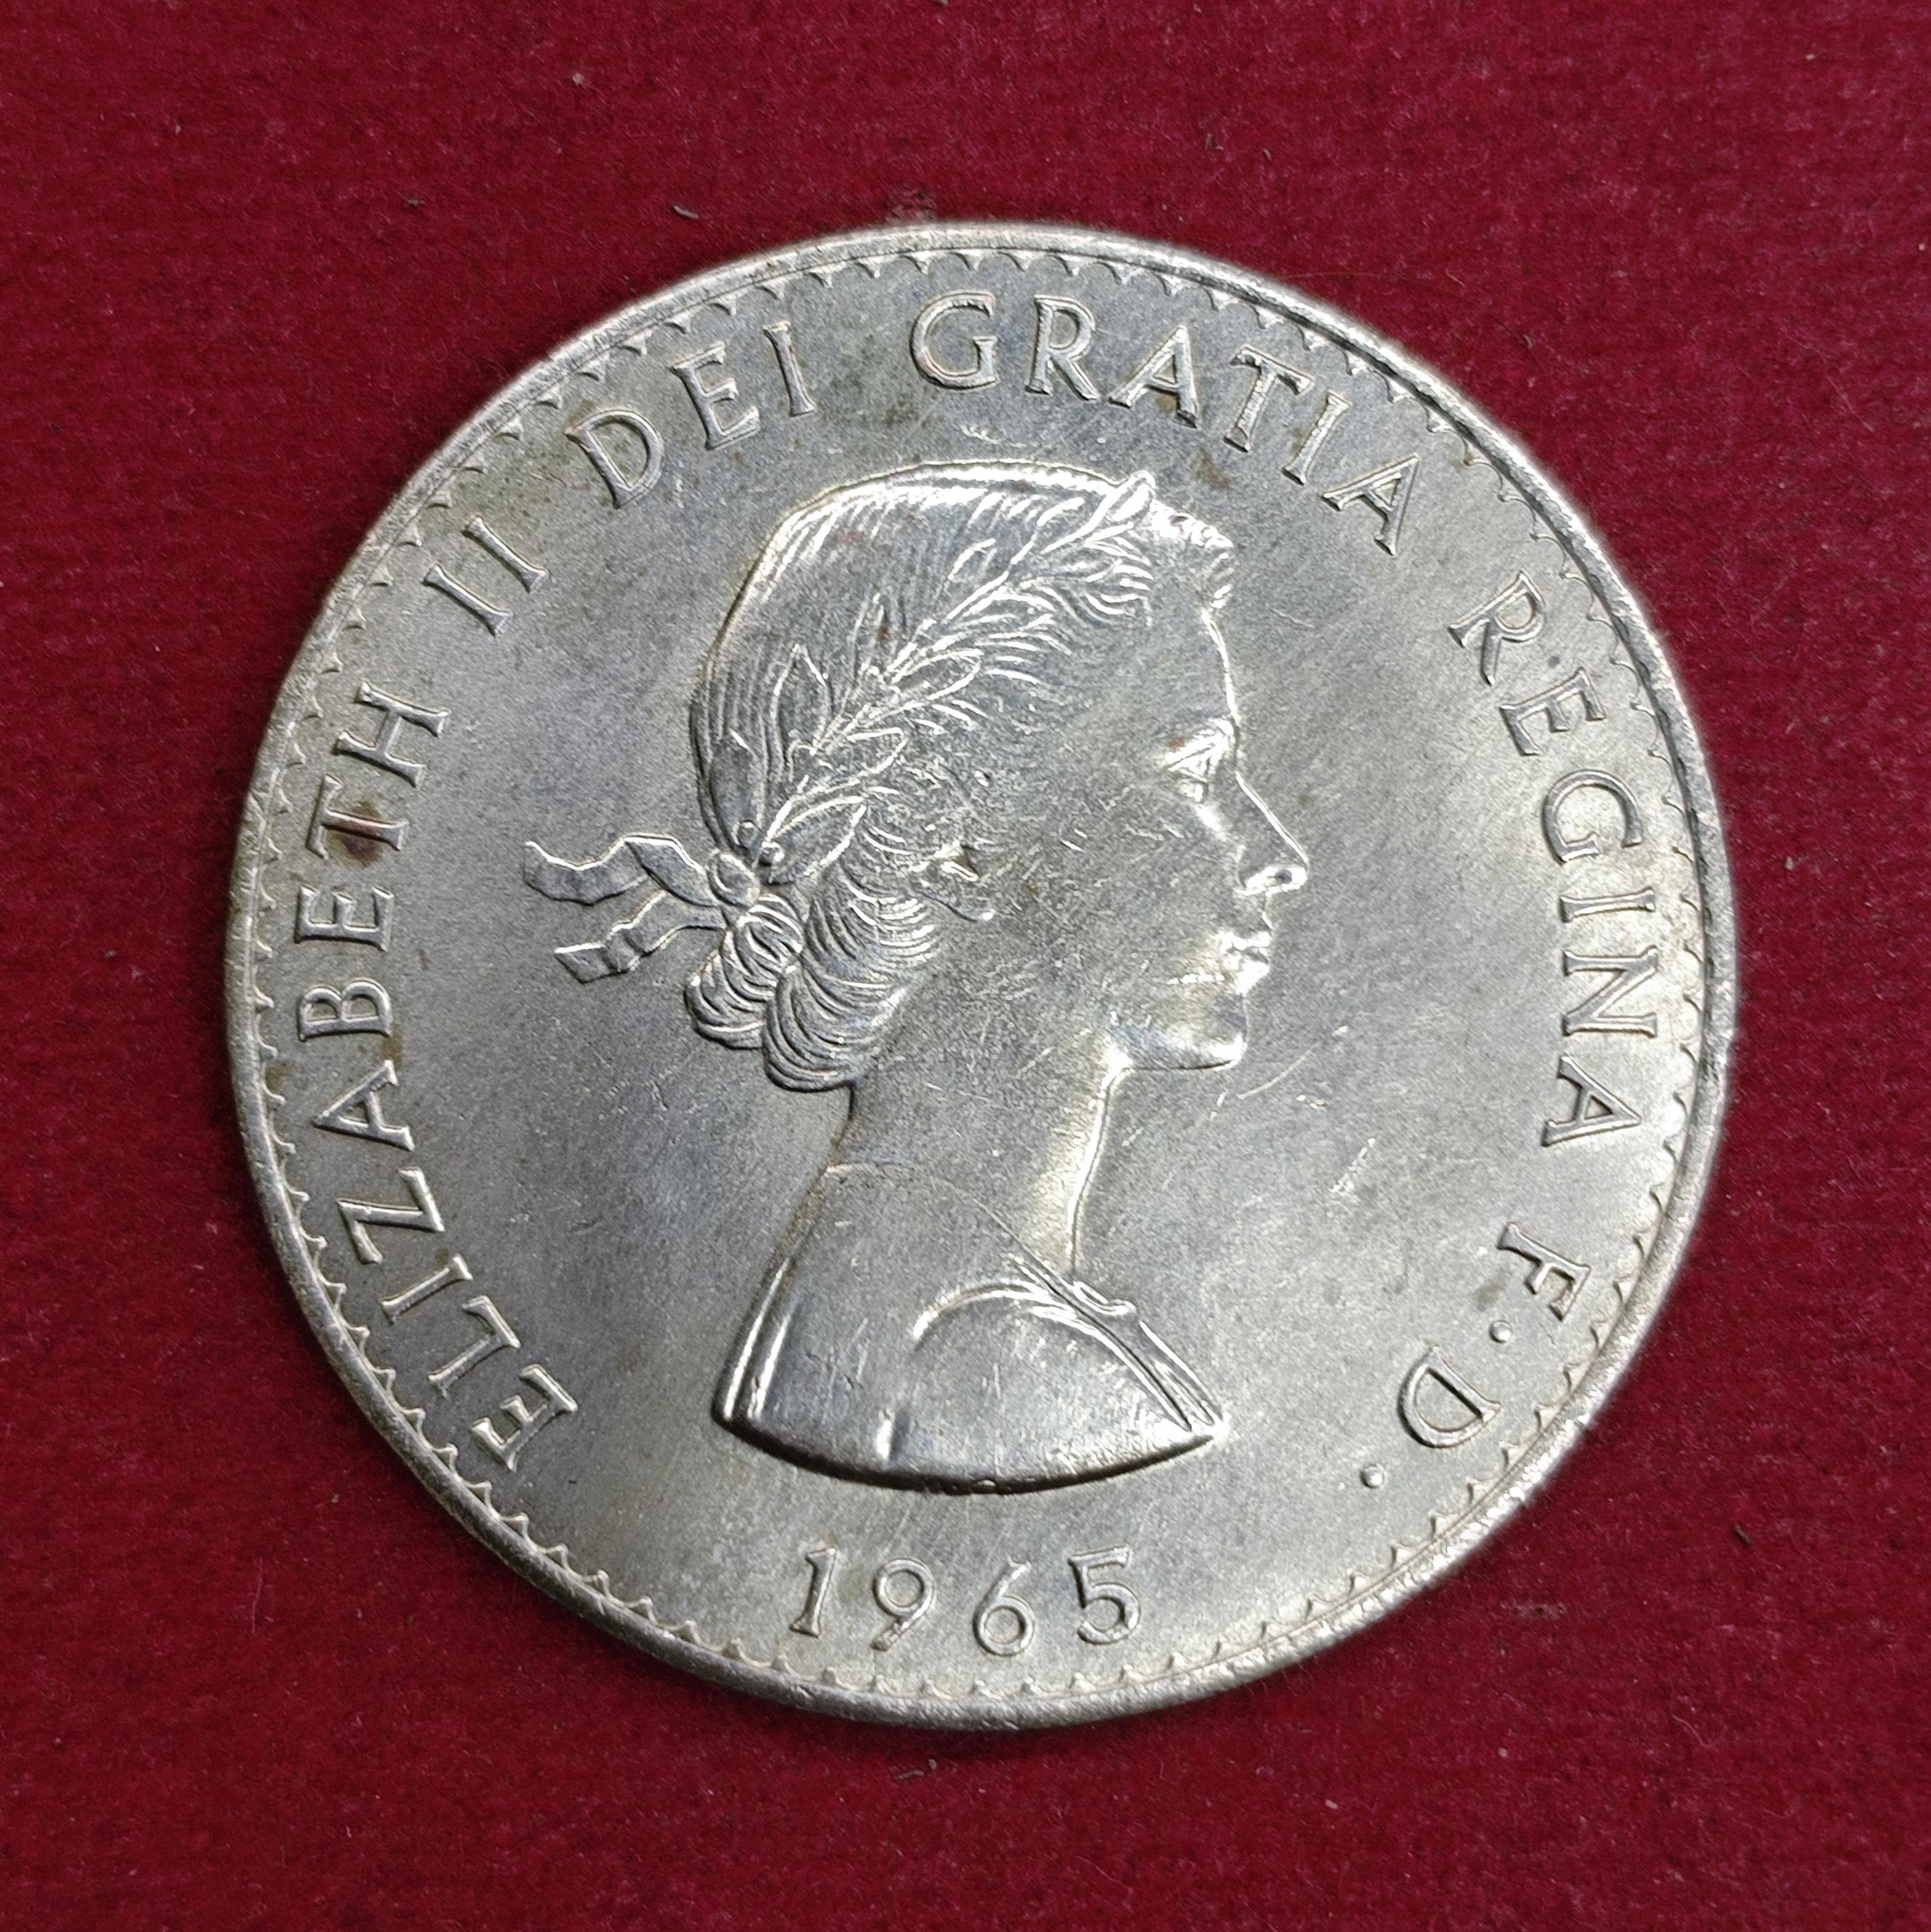 ELIZABETH II DEI GRATIA REGINA F·D·
1965